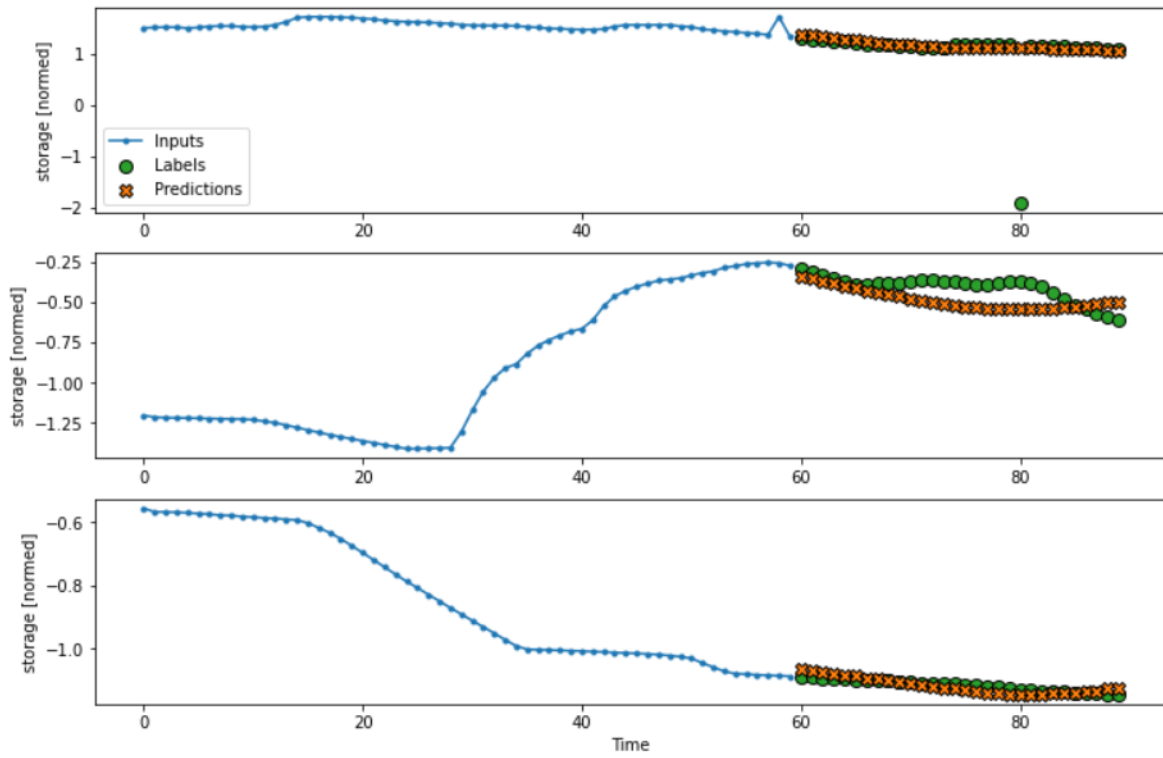 storage [normed]
1
0
−1
−2
Inputs
Labels
Predictions
0 20 40 60 80
storage [normed]
−0.25
−0.50
−0.75
−1.00
−1.25
0 20 40 60 80
storage [normed]
−0.6
−0.8
−1.0
0 20 40 60 80
Time